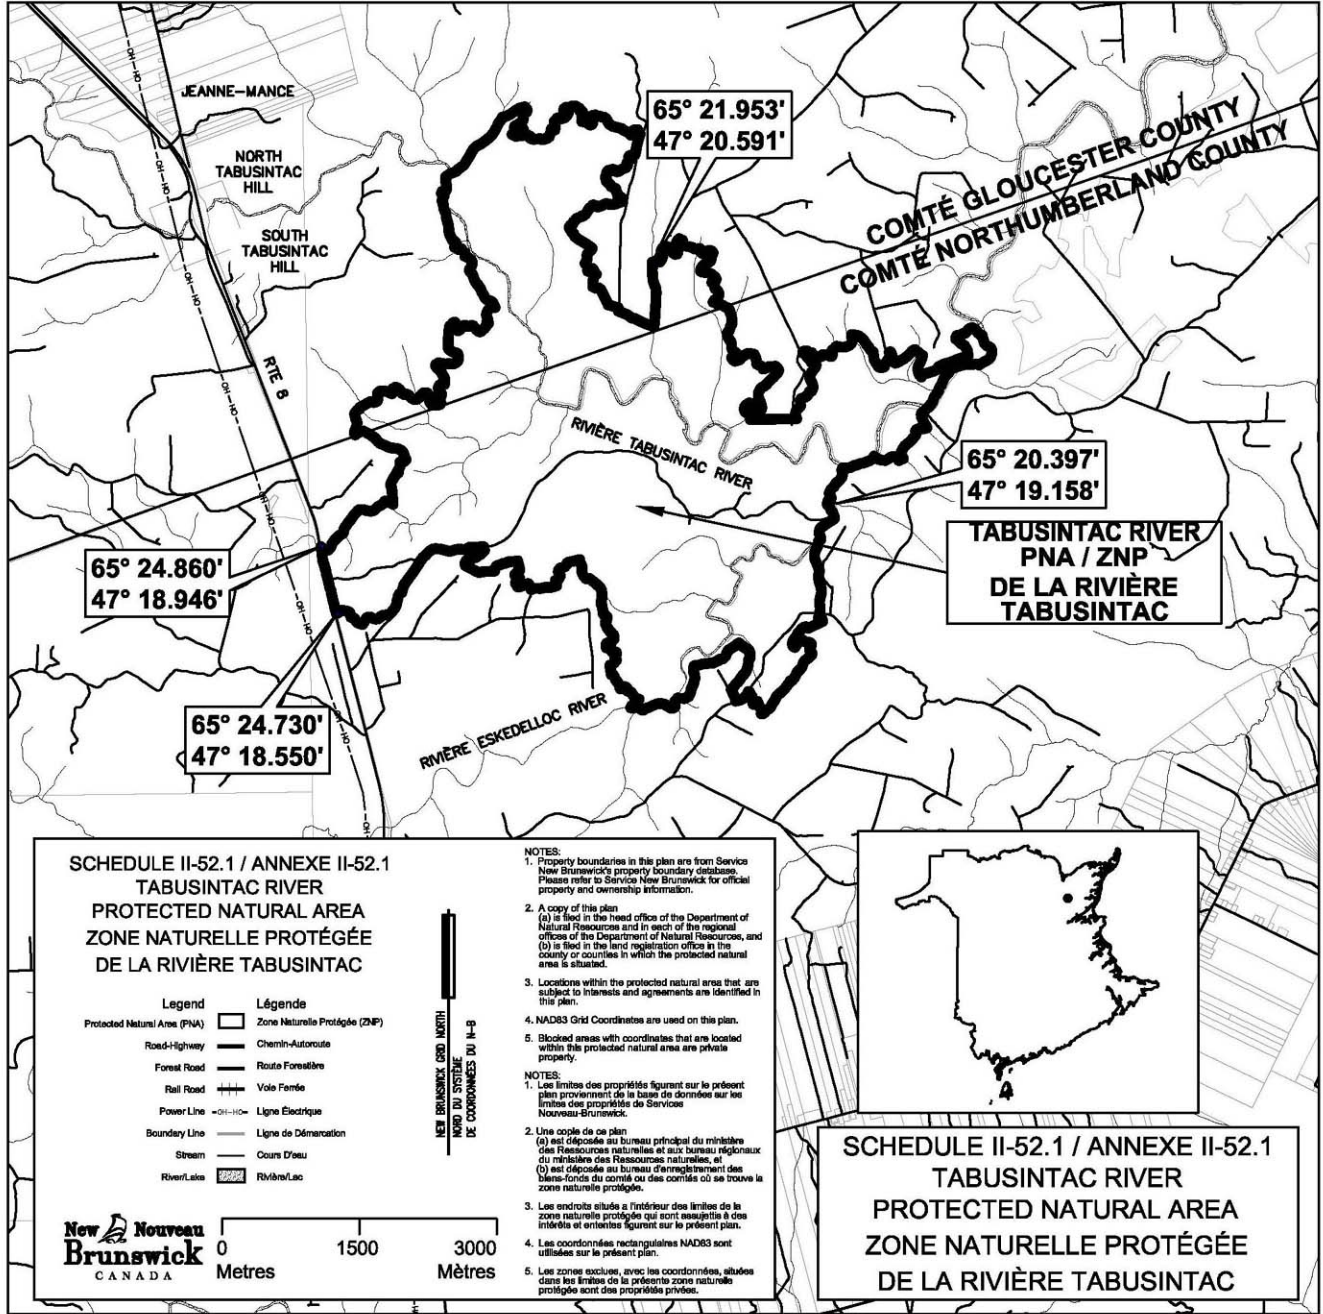 JEANNE-MANCE
NORTH
TABUSINTAC
HILL
SOUTH
TABUSINTAC
HILL
RTE 8
65° 21.953'
47° 20.591'
COMTÉ GLOUCESTER COUNTY
COMTÉ NORTHUMBERLAND COUNTY
RIVIÈRE TABUSINTAC RIVER
65° 20.397'
47° 19.158'
TABUSINTAC RIVER
PNA / ZNP
DE LA RIVIÈRE
TABUSINTAC
65° 24.860'
47° 18.946'
65° 24.730'
47° 18.550'
RIVIÈRE ESKEDELLOC RIVER
OH-HO
OH-HO
OH-HO
OH-HO
OH-HO
OH-HO
OH-HO
OH-HO
SCHEDULE II-52.1 / ANNEXE II-52.1
TABUSINTAC RIVER
PROTECTED NATURAL AREA
ZONE NATURELLE PROTÉGÉE
DE LA RIVIÈRE TABUSINTAC
Legend Légende
Protected Natural Area (PNA) Zone Naturelle Protégée (ZNP)
Road-Highway Chemin-Autoroute
Forest Road Route Forestière
Rail Road Voie Ferrée
Power Line -OH-HO- Ligne Électrique
Boundary Line Ligne de Démarcation
Stream Cours D'eau
River/Lake Rivière/Lac
NEW BRUNSWICK GRID NORTH
NORD DU SYSTÈME
DE COORDONNÉES DU N-B
New Nouveau
Brunswick
CANADA
0 1500 3000
Metres Mètres
NOTES:
1. Property boundaries in this plan are from Service
New Brunswick's property boundary database.
Please refer to Service New Brunswick for official
property and ownership information.
2. A copy of this plan
(a) is filed in the head office of the Department of
Natural Resources and in each of the regional
offices of the Department of Natural Resources, and
(b) is filed in the land registration office in the
county or counties in which the protected natural
area is situated.
3. Locations within the protected natural area that are
subject to interests and agreements are identified in
this plan.
4. NAD83 Grid Coordinates are used on this plan.
5. Blocked areas with coordinates that are located
within this protected natural area are private
property.
NOTES:
1. Les limites des propriétés figurant sur le présent
plan proviennent de la base de données sur les
limites des propriétés de Services
Nouveau-Brunswick.
2. Une copie de ce plan
(a) est déposée au bureau principal du ministère
des Ressources naturelles et aux bureau régionaux
du ministère des Ressources naturelles, et
(b) est déposée au bureau d'enregistrement des
biens-fonds du comté ou des comtés où se trouve la
zone naturelle protégée.
3. Les endroits situés a l'intérieur des limites de la
zone naturelle protégée qui sont assujettis à des
intérêts et ententes figurent sur le présent plan.
4. Les coordonnées rectangulaires NAD83 sont
utilisées sur le présent plan.
5. Les zones exclues, avec les coordonnées, situées
dans les limites de la présente zone naturelle
protégée sont des propriétés privées.
SCHEDULE II-52.1 / ANNEXE II-52.1
TABUSINTAC RIVER
PROTECTED NATURAL AREA
ZONE NATURELLE PROTÉGÉE
DE LA RIVIÈRE TABUSINTAC